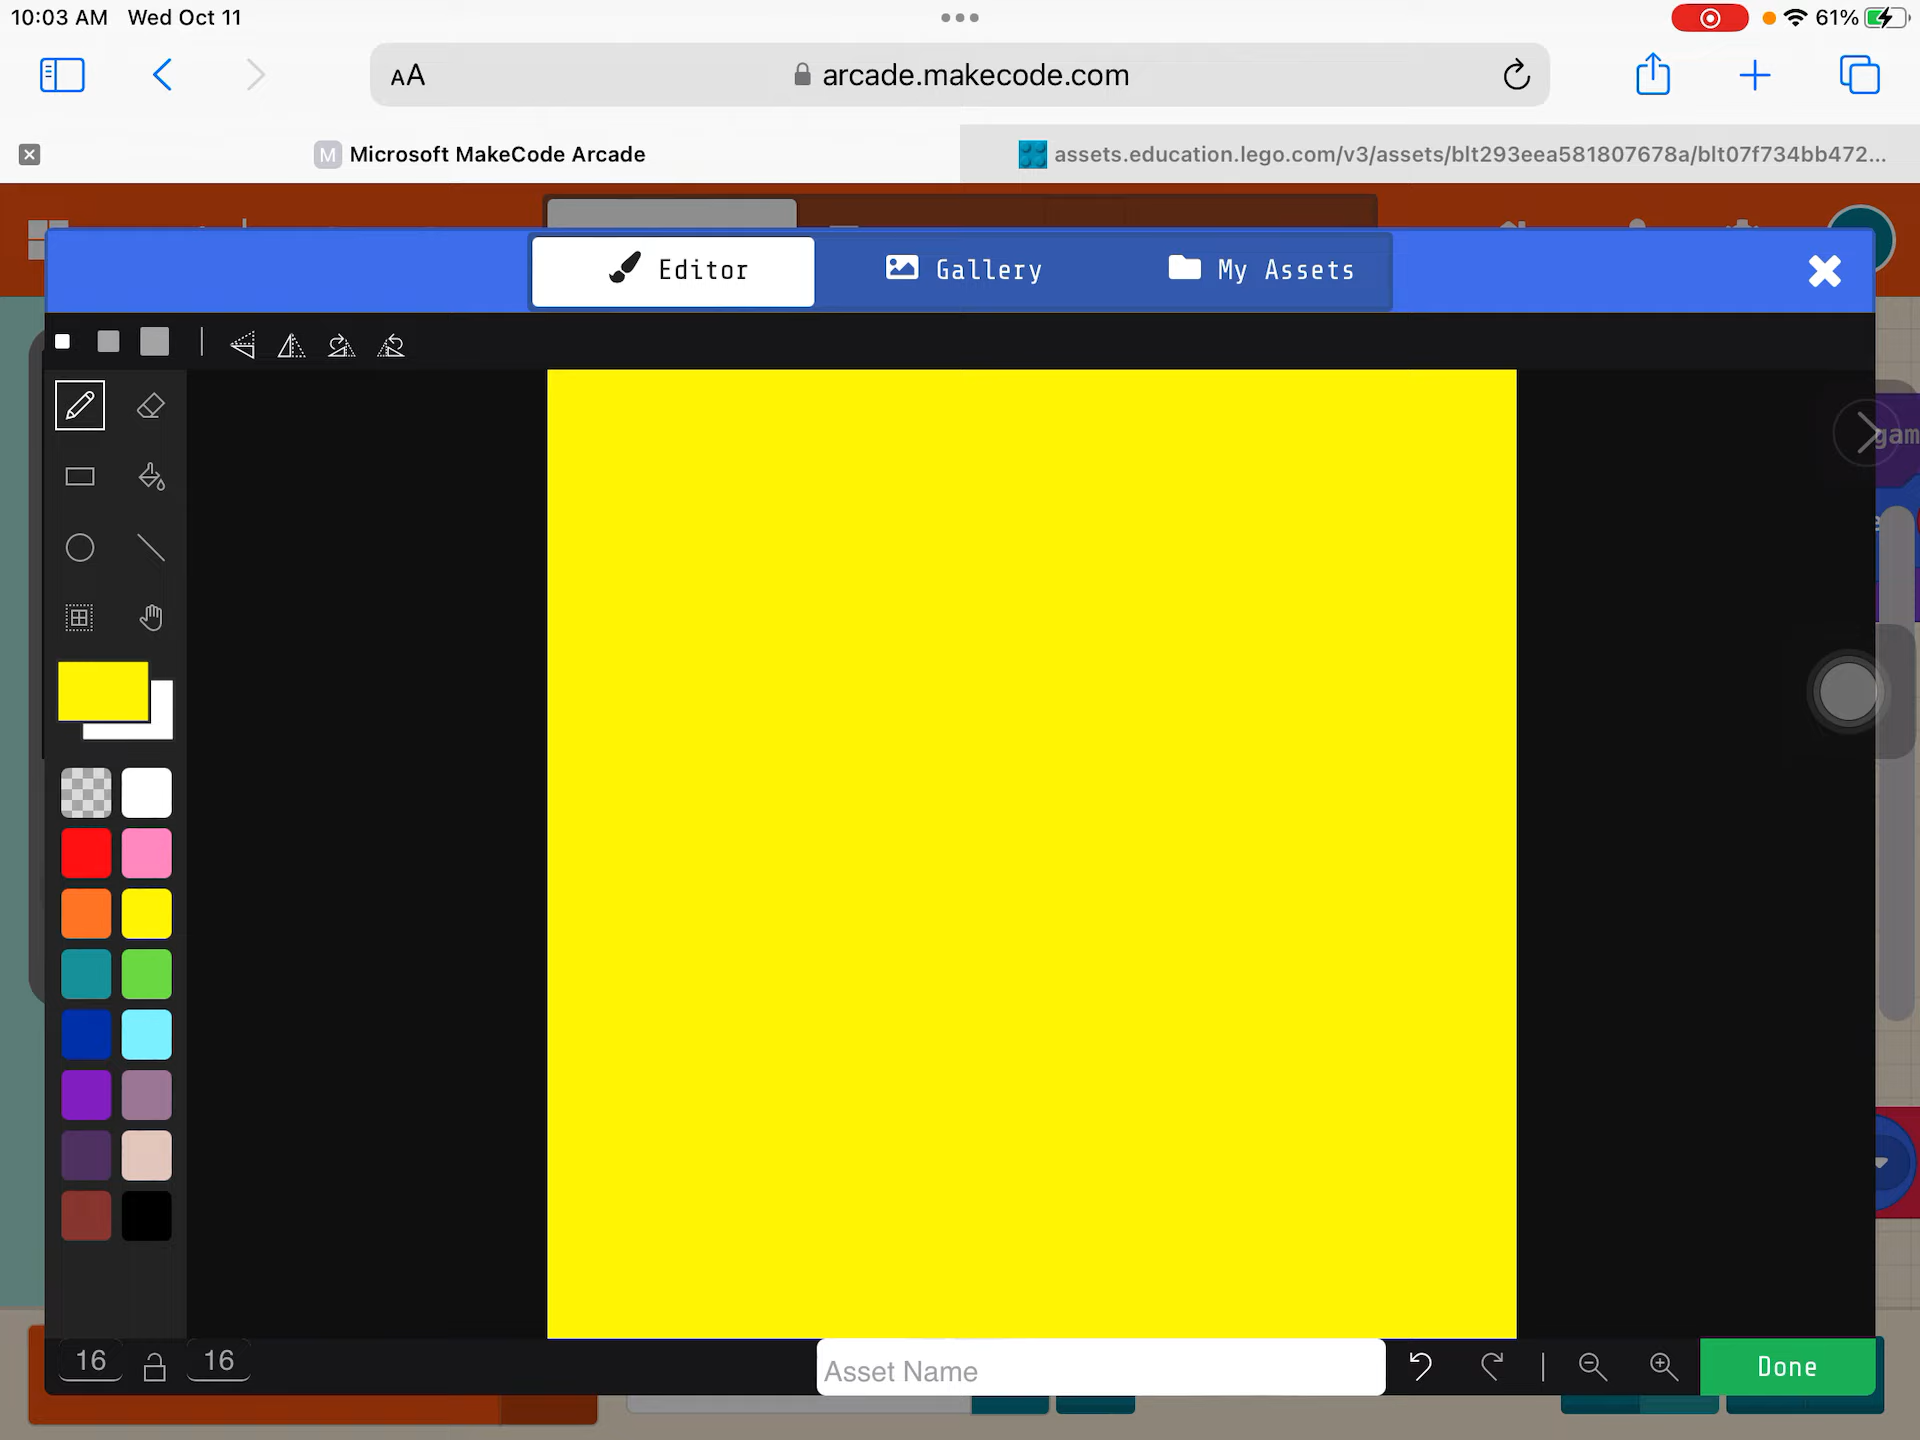 10:03 AM Wed Oct 11
61%
AA
arcade.makecode.com
M Microsoft MakeCode Arcade
assets.education.lego.com/v3/assets/blt293eea581807678a/blt07f734bb472...
Editor
Gallery
My Assets
gam
16
16
Asset Name
Done